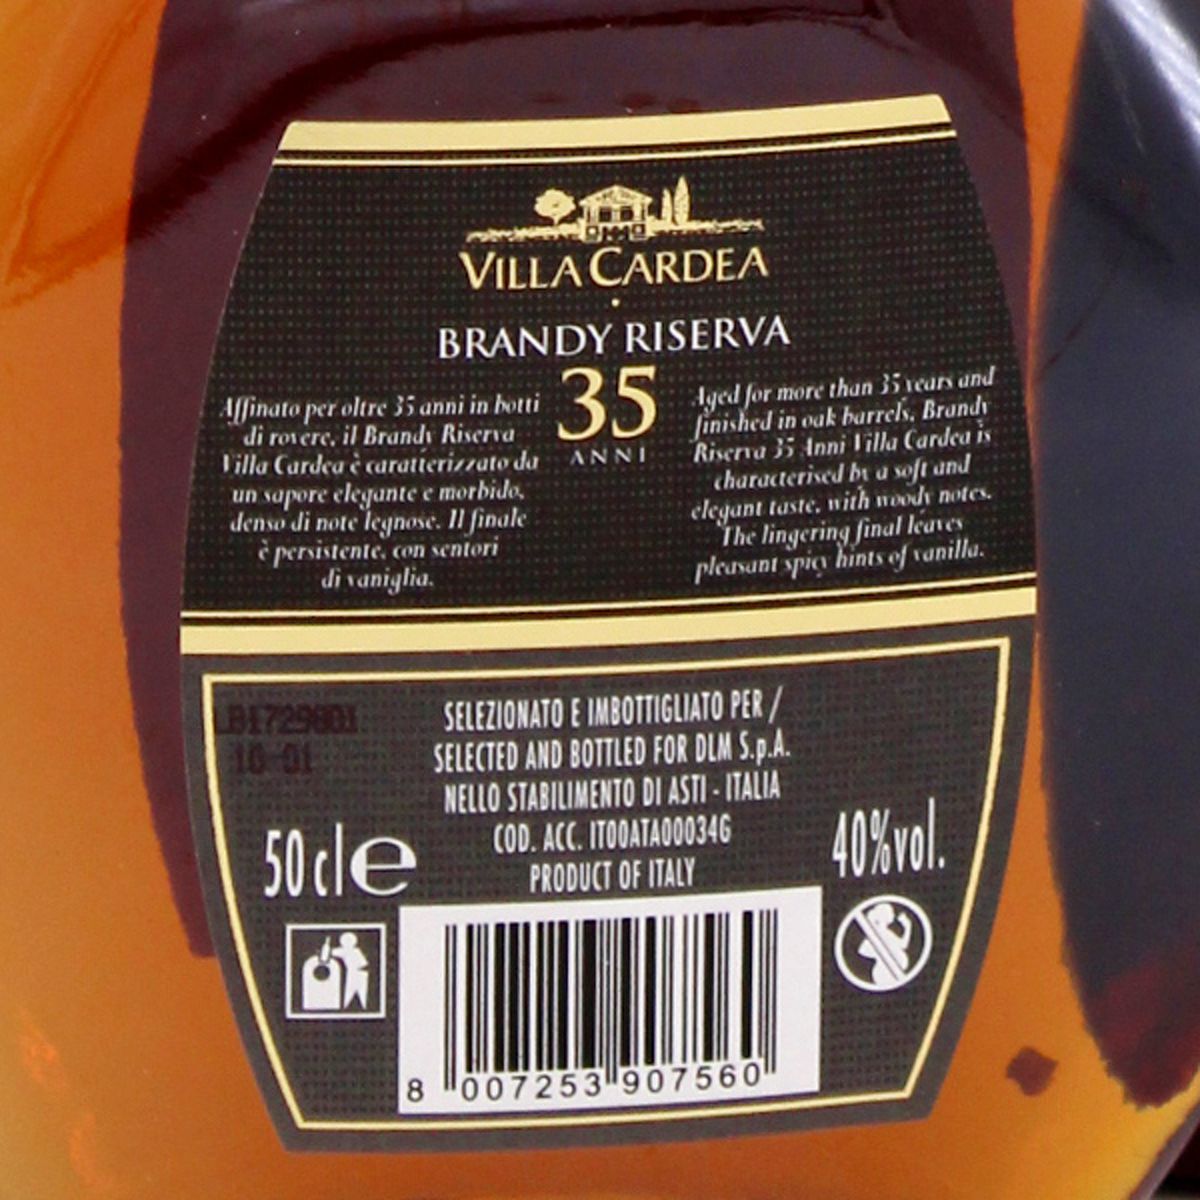 VILLA CARDEA
BRANDY RISERVA
35
ANNI
Affinato per oltre 35 anni in botti
di rovere, il Brandy Riserva
Villa Cardea è caratterizzato da
un sapore elegante e morbido,
denso di note legnose. Il finale
è persistente, con sentori
di vaniglia.
Aged for more than 35 years and
finished in oak barrels, Brandy
Riserva 35 Anni Villa Cardea is
characterised by a soft and
elegant taste, with woody notes.
The lingering final leaves
pleasant spicy hints of vanilla.
LB1729801
10 01
SELEZIONATO E IMBOTTIGLIATO PER /
SELECTED AND BOTTLED FOR DLM S.p.A.
NELLO STABILIMENTO DI ASTI - ITALIA
COD. ACC. IT00ATA00034G
PRODUCT OF ITALY
50 cl e
40%vol.
8 007253 907560